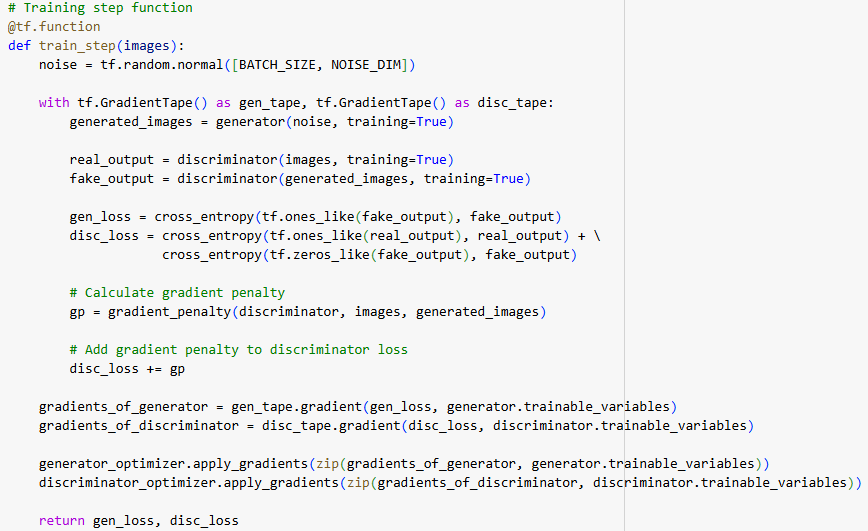 # Training step function
@tf.function
def train_step(images):
    noise = tf.random.normal([BATCH_SIZE, NOISE_DIM])
    with tf.GradientTape() as gen_tape, tf.GradientTape() as disc_tape:
        generated_images = generator(noise, training=True)
        real_output = discriminator(images, training=True)
        fake_output = discriminator(generated_images, training=True)
        gen_loss = cross_entropy(tf.ones_like(fake_output), fake_output)
        disc_loss = cross_entropy(tf.ones_like(real_output), real_output) + \
                    cross_entropy(tf.zeros_like(fake_output), fake_output)
        # Calculate gradient penalty
        gp = gradient_penalty(discriminator, images, generated_images)
        # Add gradient penalty to discriminator loss
        disc_loss += gp
    gradients_of_generator = gen_tape.gradient(gen_loss, generator.trainable_variables)
    gradients_of_discriminator = disc_tape.gradient(disc_loss, discriminator.trainable_variables)
    generator_optimizer.apply_gradients(zip(gradients_of_generator, generator.trainable_variables))
    discriminator_optimizer.apply_gradients(zip(gradients_of_discriminator, discriminator.trainable_variables))
    return gen_loss, disc_loss